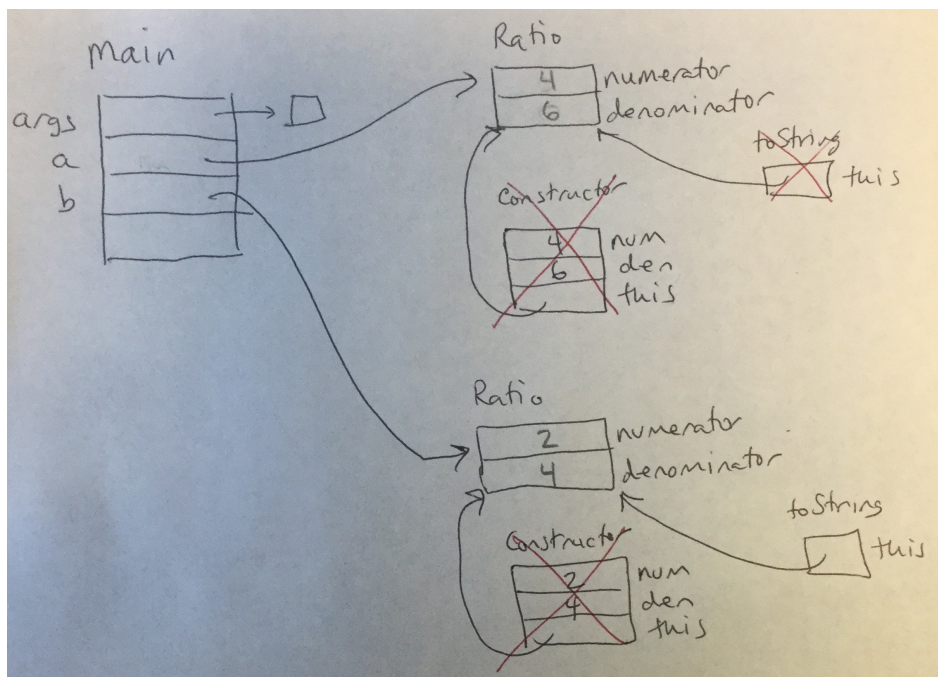 Main
args
a
b
Ratio
4 numerator
6 denominator
toString
this
Constructor
4 num
6 den
this
Ratio
2 numerator
4 denominator
toString
this
Constructor
2 num
4 den
this